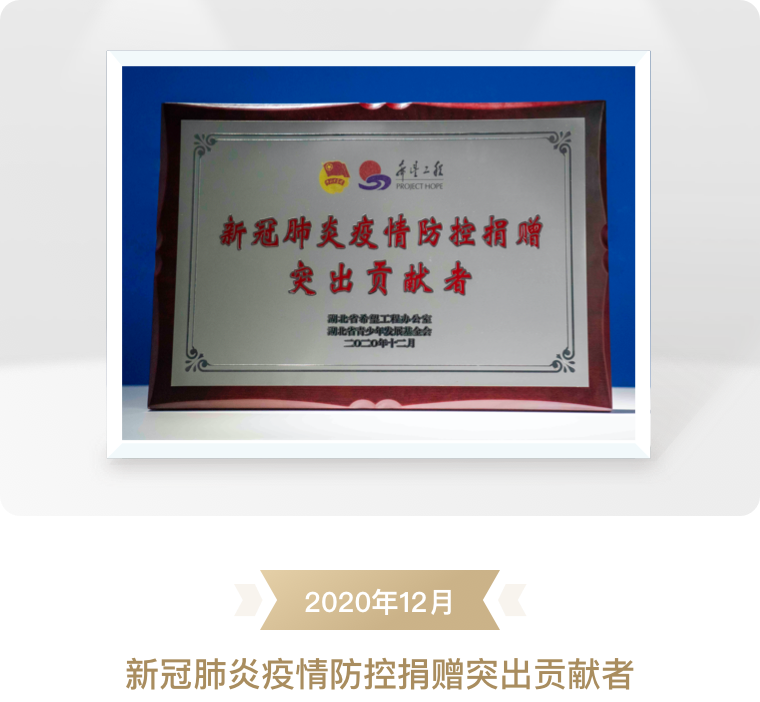 希望工程
PROJECT HOPE
新冠肺炎疫情防控捐赠
突出贡献者
湖北省希望工程办公室
湖北省青少年发展基金会
二〇二〇年十二月
2020年12月
新冠肺炎疫情防控捐赠突出贡献者